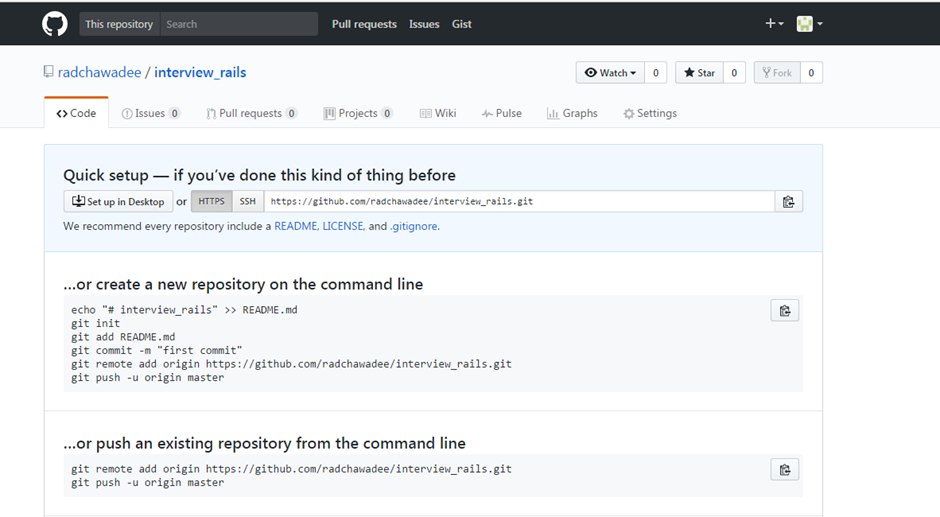 This repository Search Pull requests Issues Gist
radchawadee / interview_rails Watch 0 Star 0 Fork 0
Code Issues 0 Pull requests 0 Projects 0 Wiki Pulse Graphs Settings
Quick setup — if you’ve done this kind of thing before
Set up in Desktop or HTTPS SSH https://github.com/radchawadee/interview_rails.git
We recommend every repository include a README, LICENSE, and .gitignore.
…or create a new repository on the command line
echo "# interview_rails" >> README.md
git init
git add README.md
git commit -m "first commit"
git remote add origin https://github.com/radchawadee/interview_rails.git
git push -u origin master
…or push an existing repository from the command line
git remote add origin https://github.com/radchawadee/interview_rails.git
git push -u origin master